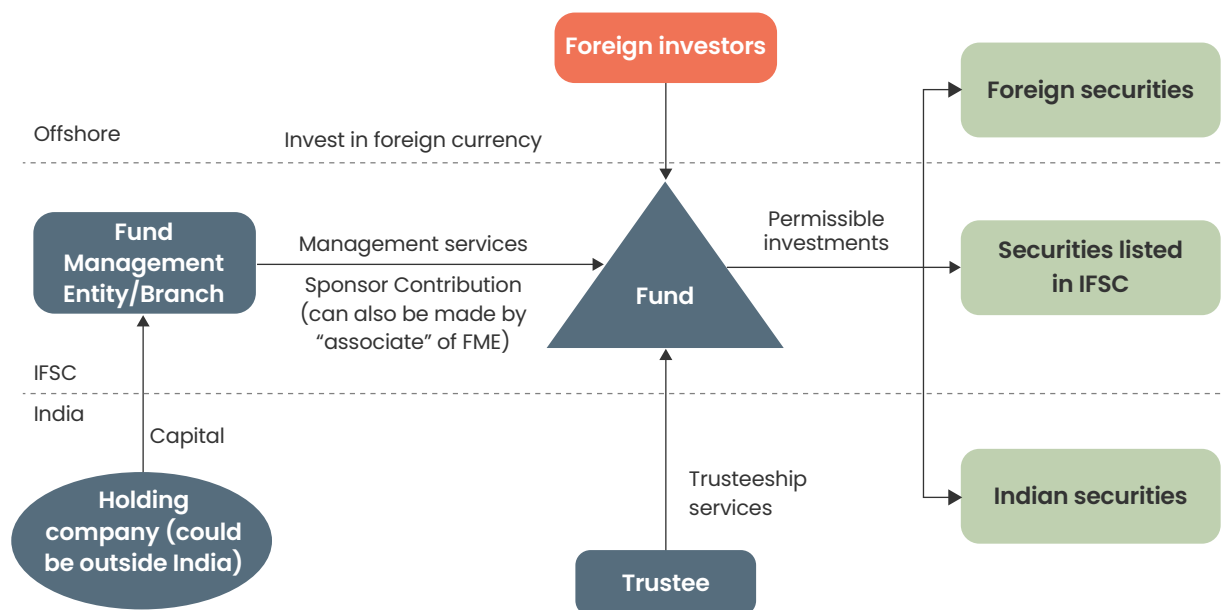 Foreign investors
Foreign securities
Offshore
Invest in foreign currency
Fund
Management
Entity/Branch
Management services
Sponsor Contribution
(can also be made by
“associate” of FME)
Fund
Permissible
investments
Securities listed
in IFSC
IFSC
India
Capital
Holding
company (could
be outside India)
Trusteeship
services
Trustee
Indian securities